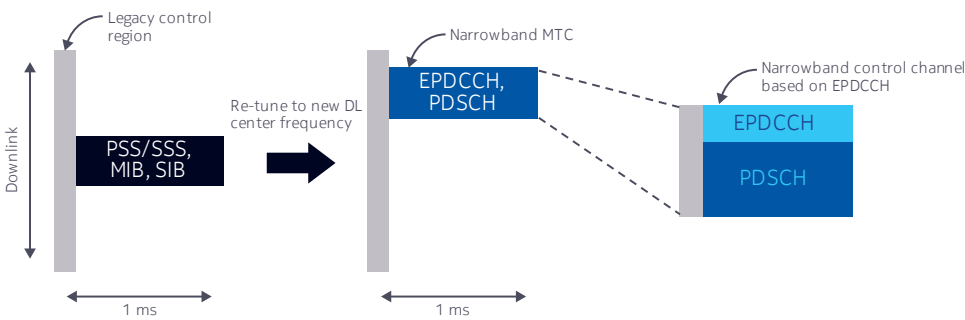 Legacy control
region
Narrowband MTC
Narrowband control channel
based on EPDCCH
Downlink
PSS/SSS,
MIB, SIB
Re-tune to new DL
center frequency
EPDCCH,
PDSCH
EPDCCH
PDSCH
1 ms
1 ms